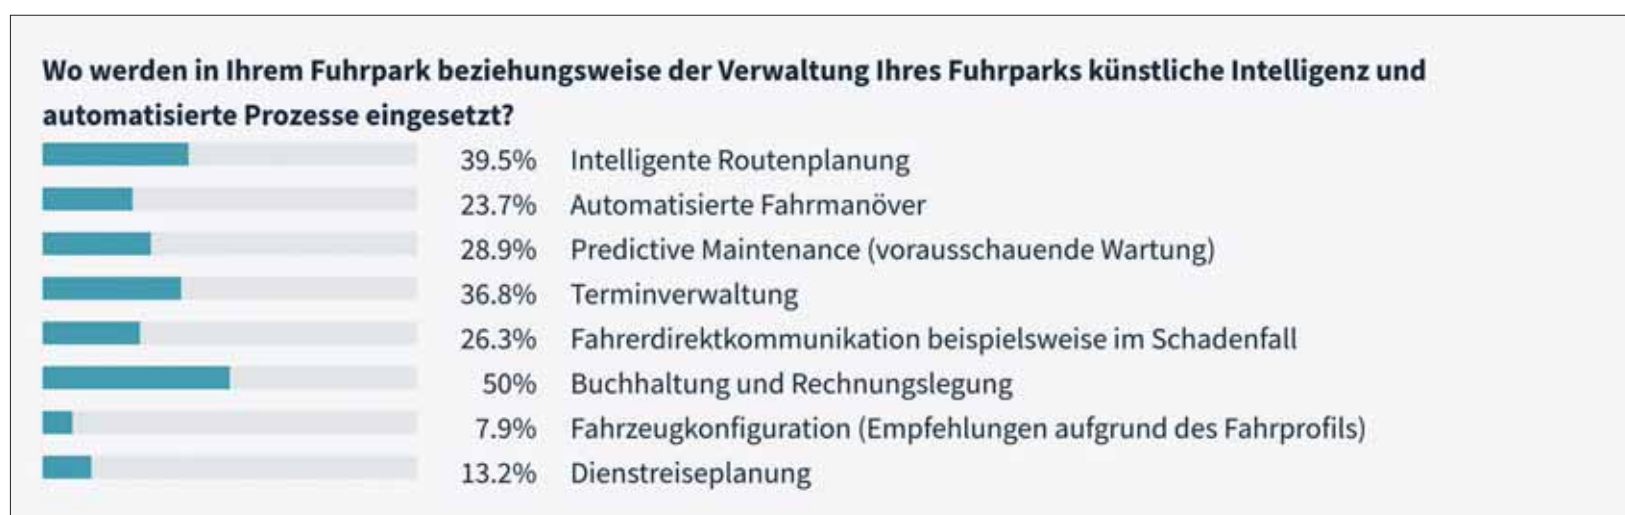 Wo werden in Ihrem Fuhrpark beziehungsweise der Verwaltung Ihres Fuhrparks künstliche Intelligenz und
automatisierte Prozesse eingesetzt?
39.5% Intelligente Routenplanung
23.7% Automatisierte Fahrmanöver
28.9% Predictive Maintenance (vorausschauende Wartung)
36.8% Terminverwaltung
26.3% Fahrerdirektkommunikation beispielsweise im Schadenfall
50% Buchhaltung und Rechnungslegung
7.9% Fahrzeugkonfiguration (Empfehlungen aufgrund des Fahrprofils)
13.2% Dienstreiseplanung